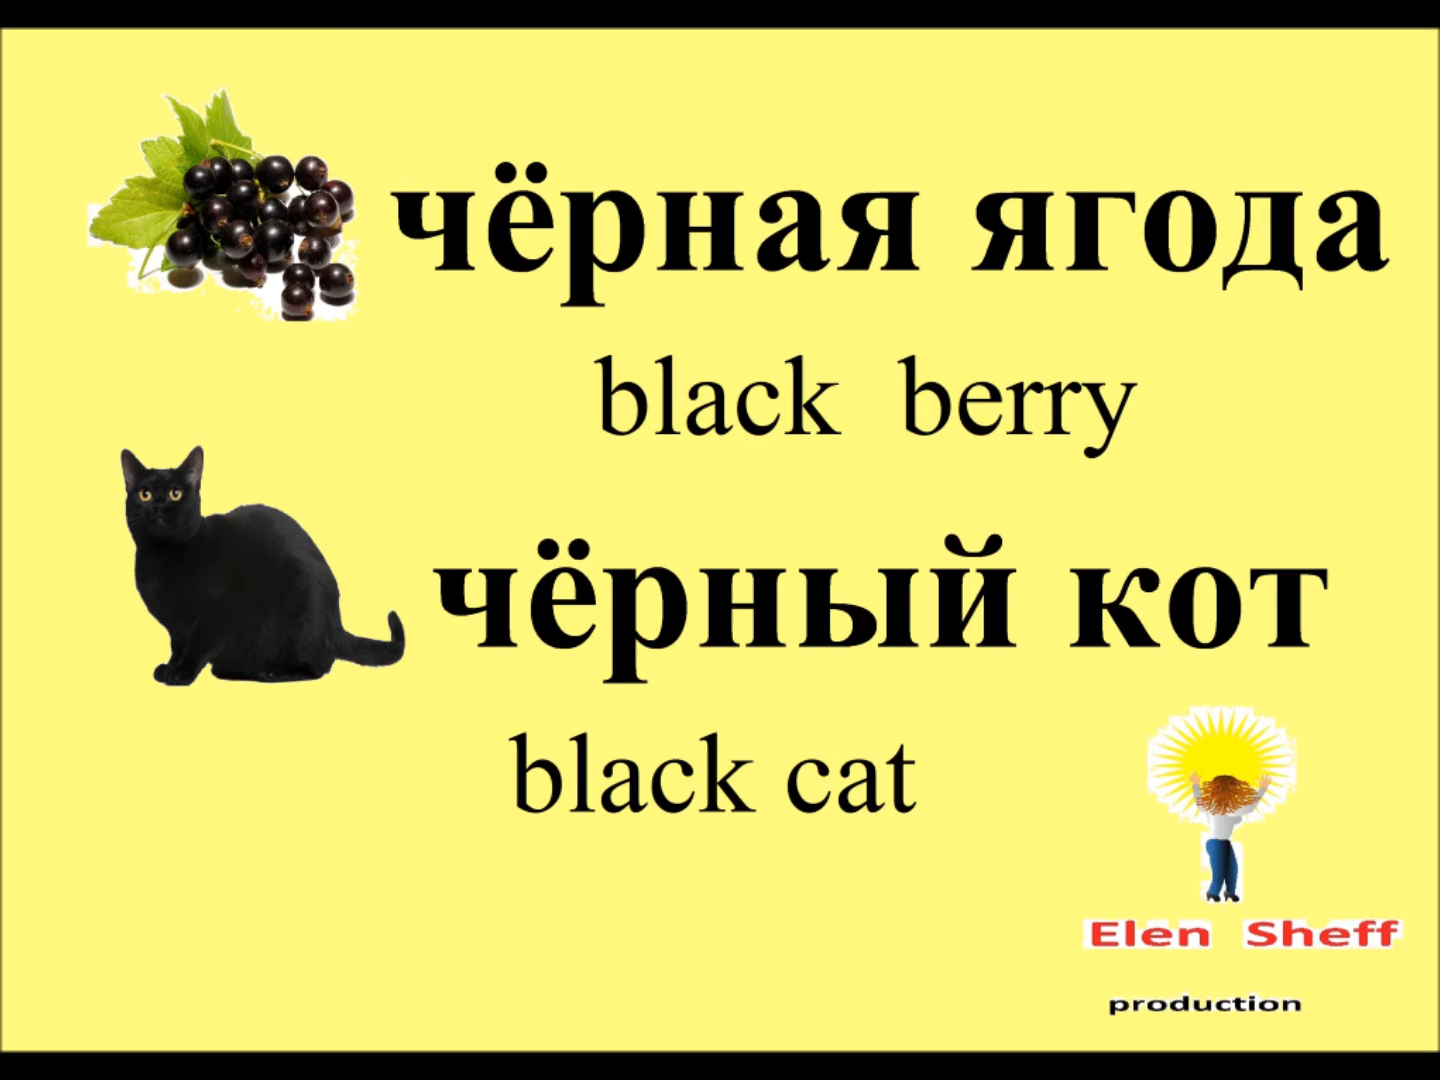 чёрная ягода
black berry
чёрный кот
black cat
Elen Sheff
production